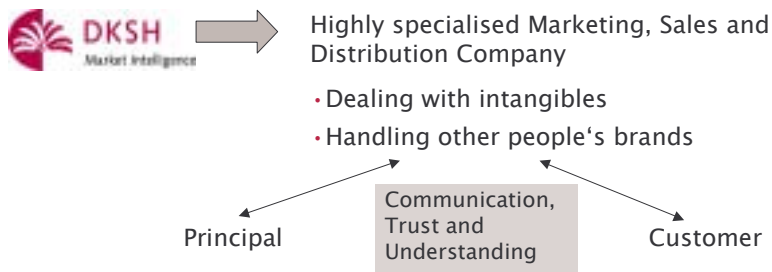 DKSH
Market Intelligence
Highly specialised Marketing, Sales and
Distribution Company
•Dealing with intangibles
•Handling other people‘s brands
Communication,
Trust and
Understanding
Principal
Customer